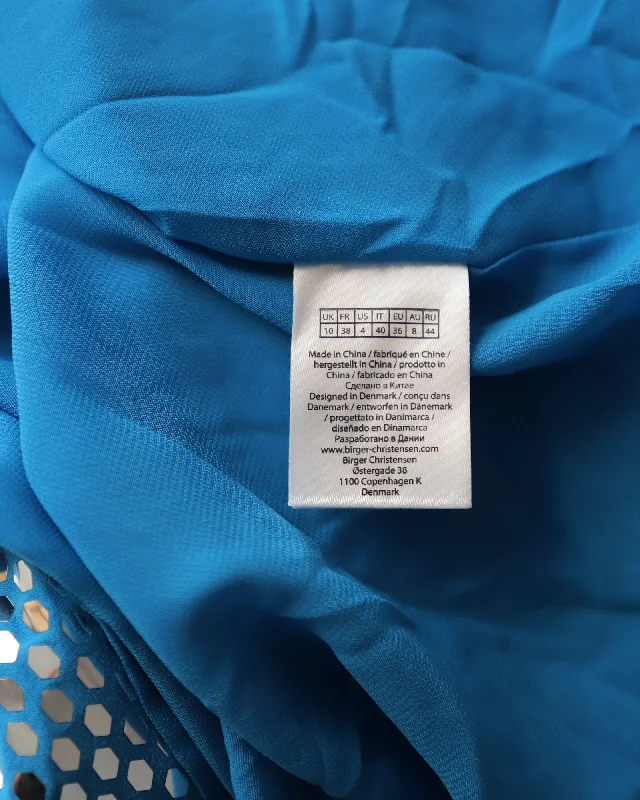 UK FR US IT EU AU RU
10 38 4 40 36 8 44
Made in China / fabriqué en Chine /
hergestellt in China / prodotto in
China / fabricado en China
Сделано в Китае
Designed in Denmark / conçu dans
Danemark / entworfen in Dänemark
/ progettato in Danimarca /
diseñado en Dinamarca
Разработано в Дании
www.birger-christensen.com
Birger Christensen
Østergade 38
1100 Copenhagen K
Denmark